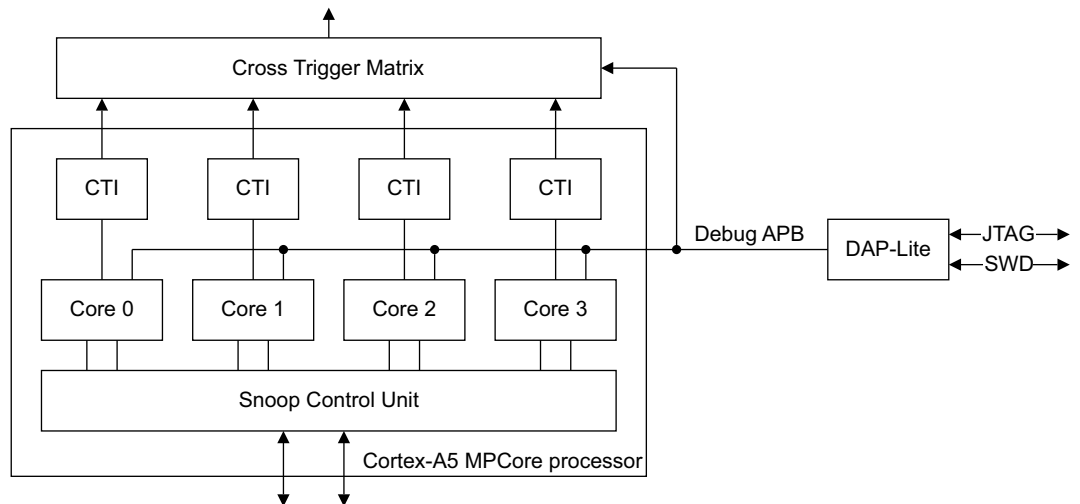 Cross Trigger Matrix
CTI CTI CTI CTI
Debug APB
DAP-Lite
JTAG
SWD
Core 0 Core 1 Core 2 Core 3
Snoop Control Unit
Cortex-A5 MPCore processor